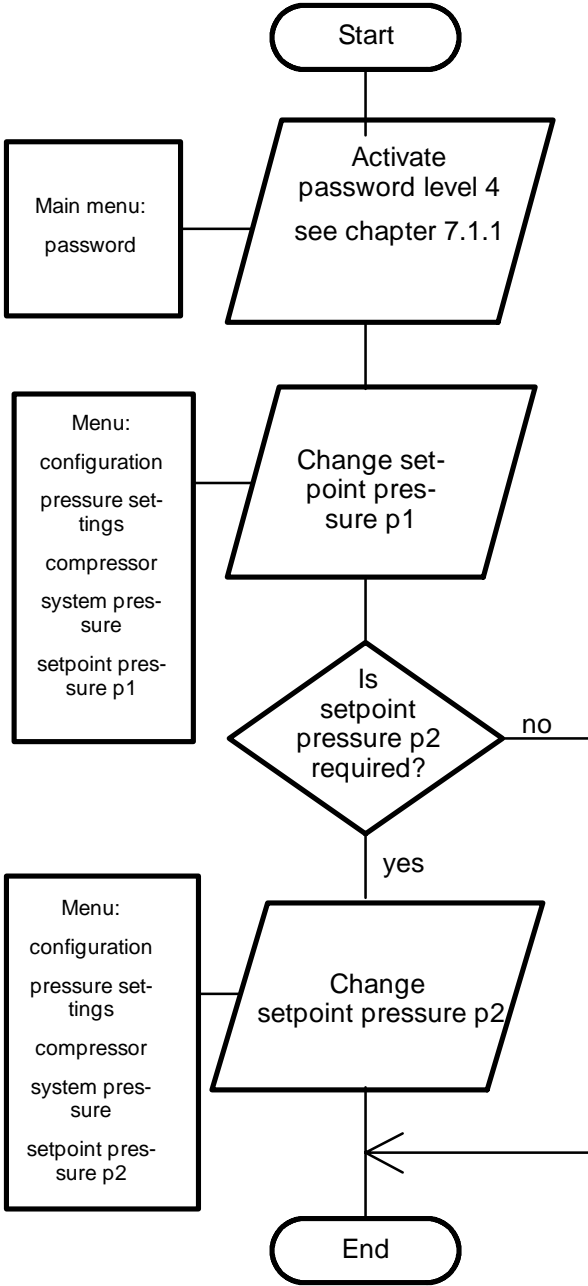 Start
Activate
password level 4
see chapter 7.1.1
Main menu:
password
Change set-
point pres-
sure p1
Menu:
configuration
pressure set-
tings
compressor
system pres-
sure
setpoint pres-
sure p1
Is
setpoint
pressure p2
required?
no
yes
Change
setpoint pressure p2
Menu:
configuration
pressure set-
tings
compressor
system pres-
sure
setpoint pres-
sure p2
End